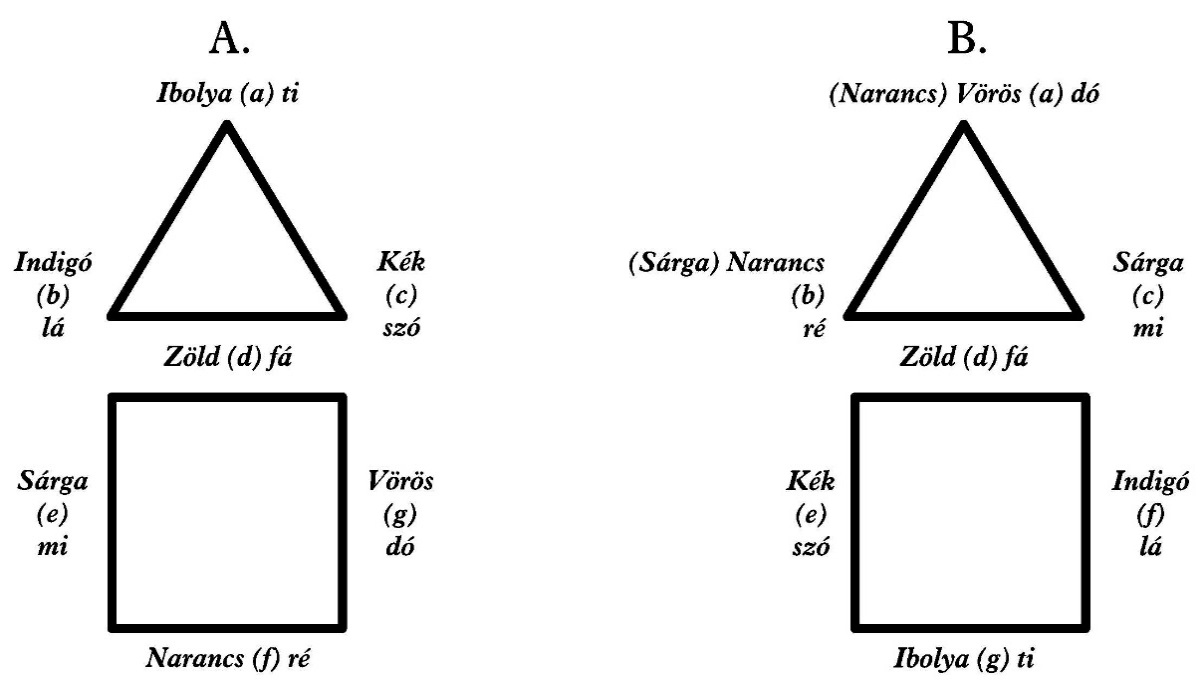 A.
Ibolya (a) ti
Indigó
(b)
lá
Kék
(c)
szó
Zöld (d) fá
Sárga
(e)
mi
Vörös
(g)
dó
Narancs (f) ré
B.
(Narancs) Vörös (a) dó
(Sárga) Narancs
(b)
ré
Sárga
(c)
mi
Zöld (d) fá
Kék
(e)
szó
Indigó
(f)
lá
Ibolya (g) ti